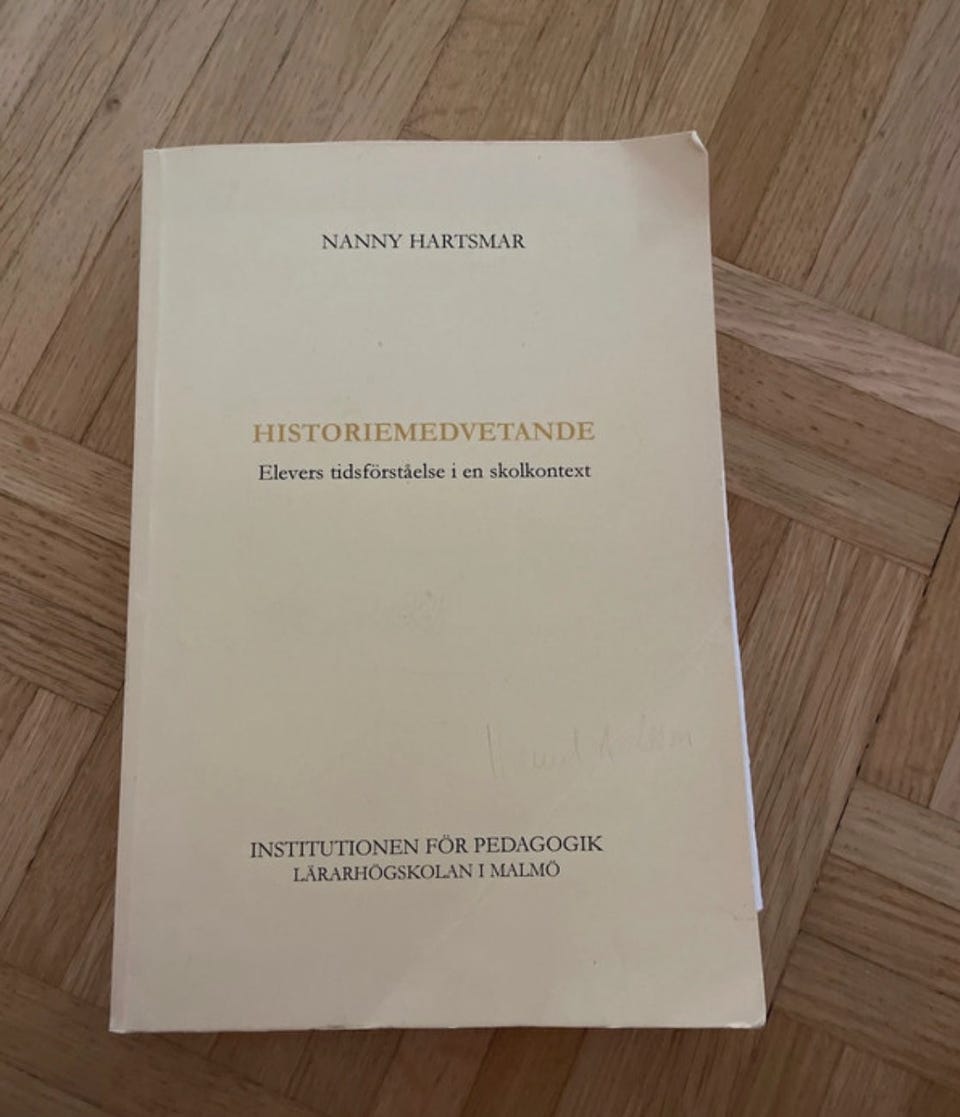 NANNY HARTSMAR
HISTORIEMEDVETANDE
Elevers tidsförståelse i en skolkontext
INSTITUTIONEN FÖR PEDAGOGIK
LÄRARHÖGSKOLAN I MALMÖ